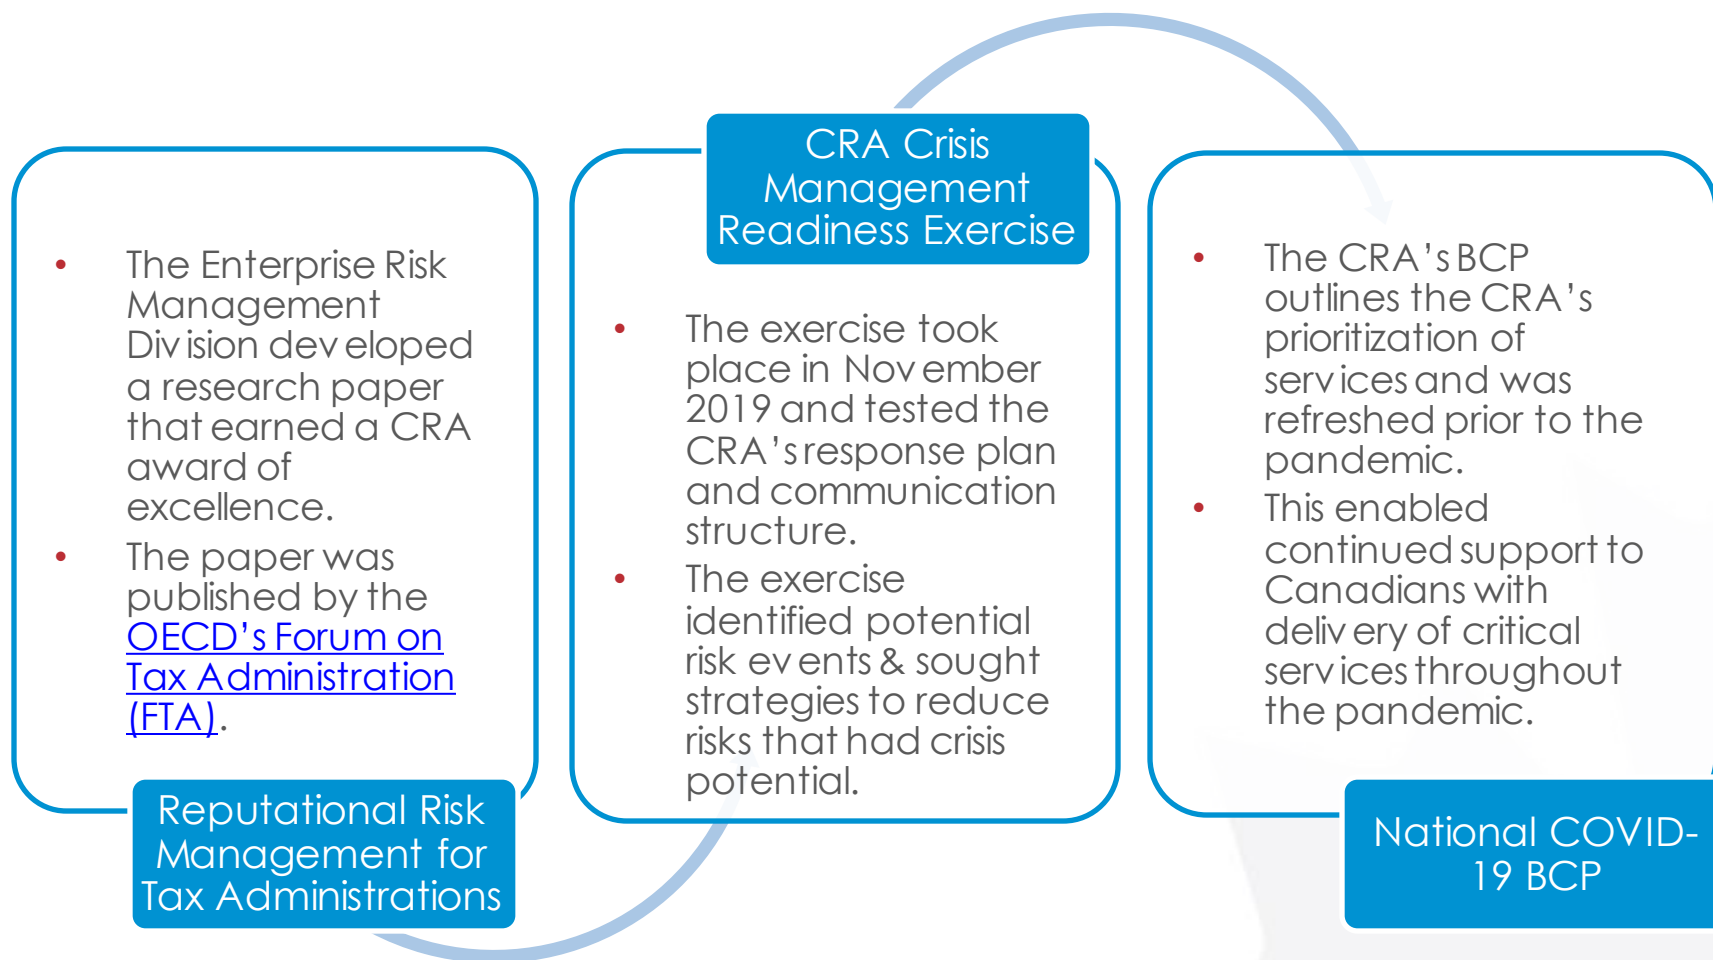 • The Enterprise Risk
Management
Division developed
a research paper
that earned a CRA
award of
excellence.
• The paper was
published by the
OECD’s Forum on
Tax Administration
(FTA).
Reputational Risk
Management for
Tax Administrations
CRA Crisis
Management
Readiness Exercise
• The exercise took
place in November
2019 and tested the
CRA’s response plan
and communication
structure.
• The exercise
identified potential
risk events & sought
strategies to reduce
risks that had crisis
potential.
• The CRA’s BCP
outlines the CRA’s
prioritization of
services and was
refreshed prior to the
pandemic.
• This enabled
continued support to
Canadians with
delivery of critical
services throughout
the pandemic.
National COVID-
19 BCP